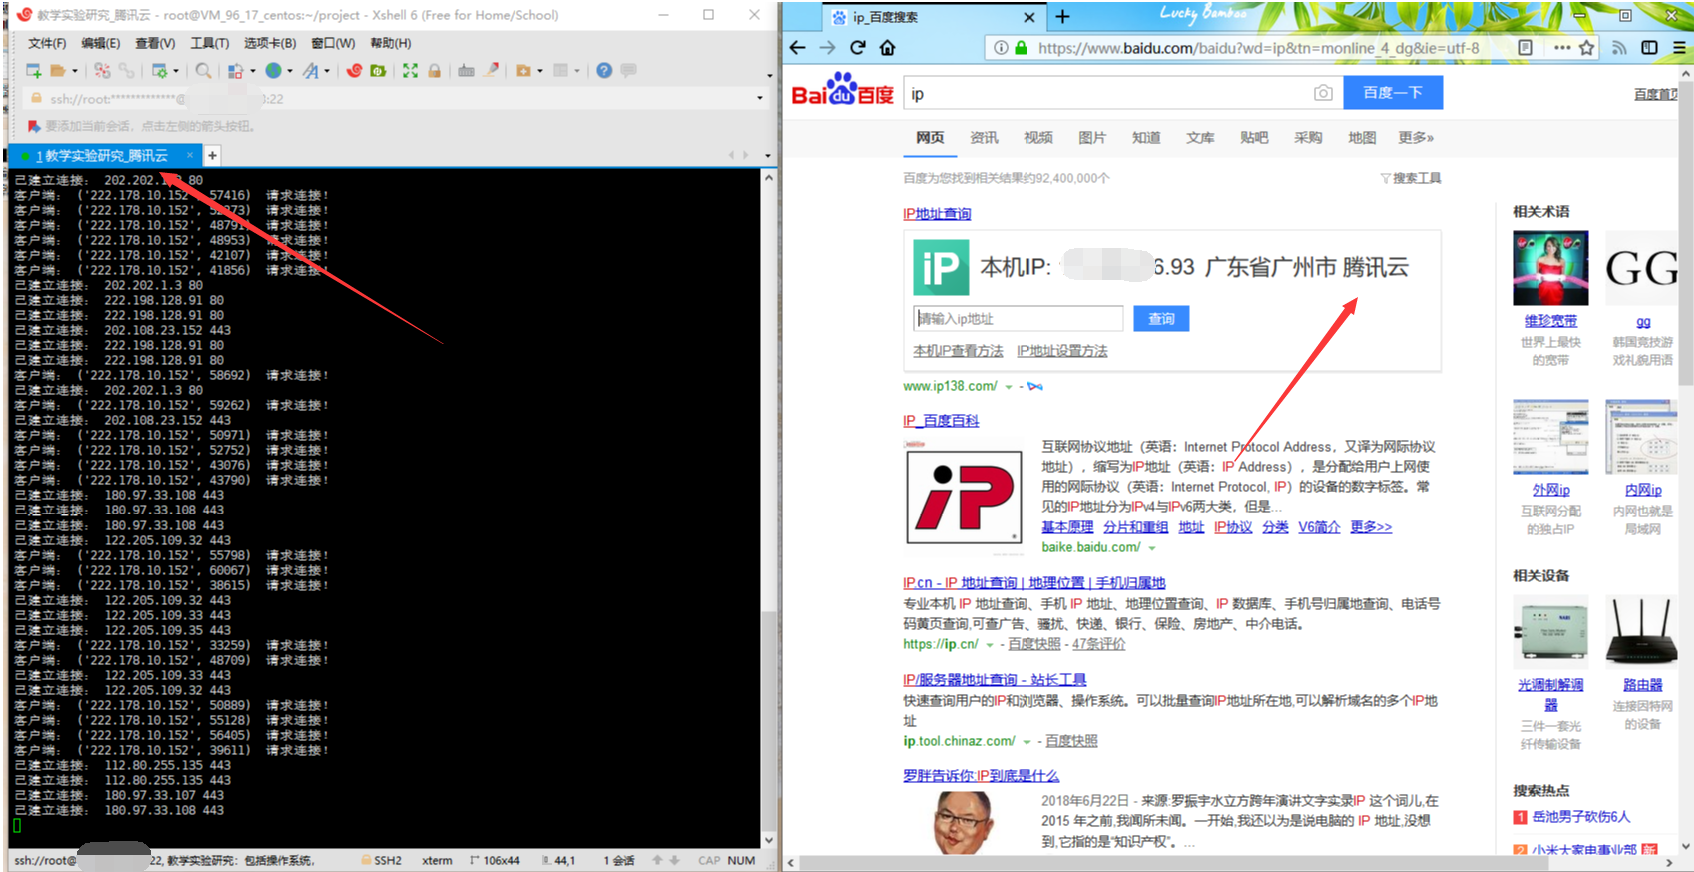 教学实验研究_腾讯云 - root@VM_96_17_centos:~/project - Xshell 6 (Free for Home/School)
文件(F) 编辑(E) 查看(V) 工具(T) 选项卡(B) 窗口(W) 帮助(H)
ssh://root:*************@ :22
要添加当前会话，点击左侧的箭头按钮。
1 教学实验研究_腾讯云 × +
已建立连接： 202.202. 80
客户端： ('222.178.10.152', 57416) 请求连接！
客户端： ('222.178.10.152', 273) 请求连接！
客户端： ('222.178.10.152', 48791) 请求连接！
客户端： ('222.178.10.152', 48953) 请求连接！
客户端： ('222.178.10.152', 42107) 请求连接！
客户端： ('222.178.10.152', 41856) 请求连接！
已建立连接： 202.202.1.3 80
已建立连接： 222.198.128.91 80
已建立连接： 222.198.128.91 80
已建立连接： 202.108.23.152 443
已建立连接： 222.198.128.91 80
已建立连接： 222.198.128.91 80
客户端： ('222.178.10.152', 58692) 请求连接！
已建立连接： 202.202.1.3 80
客户端： ('222.178.10.152', 59262) 请求连接！
已建立连接： 202.108.23.152 443
客户端： ('222.178.10.152', 50971) 请求连接！
客户端： ('222.178.10.152', 52752) 请求连接！
客户端： ('222.178.10.152', 43076) 请求连接！
客户端： ('222.178.10.152', 43790) 请求连接！
已建立连接： 180.97.33.108 443
已建立连接： 180.97.33.108 443
已建立连接： 180.97.33.108 443
已建立连接： 122.205.109.32 443
客户端： ('222.178.10.152', 55798) 请求连接！
客户端： ('222.178.10.152', 60067) 请求连接！
客户端： ('222.178.10.152', 38615) 请求连接！
已建立连接： 122.205.109.32 443
已建立连接： 122.205.109.33 443
已建立连接： 122.205.109.35 443
客户端： ('222.178.10.152', 33259) 请求连接！
客户端： ('222.178.10.152', 48709) 请求连接！
已建立连接： 122.205.109.33 443
已建立连接： 122.205.109.32 443
客户端： ('222.178.10.152', 50889) 请求连接！
客户端： ('222.178.10.152', 55128) 请求连接！
客户端： ('222.178.10.152', 56405) 请求连接！
客户端： ('222.178.10.152', 39611) 请求连接！
已建立连接： 112.80.255.135 443
已建立连接： 112.80.255.135 443
已建立连接： 180.97.33.107 443
已建立连接： 180.97.33.108 443
ssh://root@ 22, 教学实验研究：包括操作系统, SSH2 xterm 106x44 44,1 1 会话 CAP NUM
ip_百度搜索
Lucky Bamboo
https://www.baidu.com/baidu?wd=ip&tn=monline_4_dg&ie=utf-8
Bai du 百度 ip 百度一下 百度首页
网页 资讯 视频 图片 知道 文库 贴吧 采购 地图 更多»
百度为您找到相关结果约92,400,000个 搜索工具
IP地址查询
iP 本机IP: 6.93 广东省广州市 腾讯云
请输入ip地址 查询
本机IP查看方法 IP地址设置方法
www.ip138.com/
IP_百度百科
互联网协议地址（英语：Internet Protocol Address，又译为网际协议
地址），缩写为IP地址（英语：IP Address），是分配给用户上网使
用的网际协议（英语：Internet Protocol, IP）的设备的数字标签。常
见的IP地址分为IPv4与IPv6两大类，但是...
基本原理 分片和重组 地址 IP协议 分类 V6简介 更多>>
baike.baidu.com/
IP.cn - IP 地址查询 | 地理位置 | 手机归属地
专业本机 IP 地址查询、手机 IP 地址、地理位置查询、IP 数据库、手机号归属地查询、电话号
码黄页查询,可查广告、骚扰、快递、银行、保险、房地产、中介电话。
https://ip.cn/ - 百度快照 - 47条评价
IP/服务器地址查询 - 站长工具
快速查询用户的IP和浏览器、操作系统。可以批量查询IP地址所在地,可以解析域名的多个IP地
址
ip.tool.chinaz.com/ - 百度快照
罗胖告诉你:IP到底是什么
2018年6月22日 - 来源:罗振宇水立方跨年演讲文字实录IP 这个词儿,在
2015 年之前,我闻所未闻。一开始,我还以为是说电脑的 IP 地址,没想
到,它指的是“知识产权”。...
相关术语
GG
维珍宽带 gg
世界上最快 韩国竞技游
的宽带 戏礼貌用语
外网ip 内网ip
互联网分配 内网也就是
的独占IP 局域网
相关设备
光调制解调 路由器
器 连接因特网
三件一套光 的设备
纤传输设备
搜索热点
1 岳池男子砍伤6人
2 小米大家电事业部 新